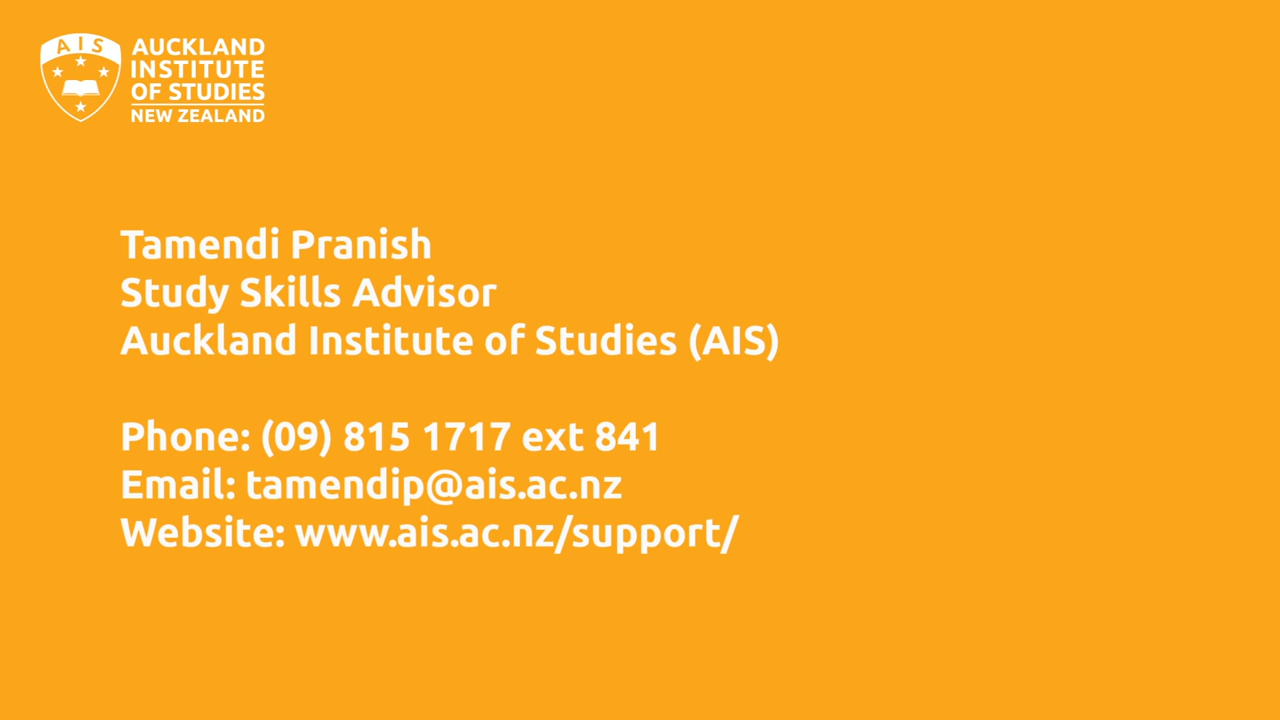 AIS
AUCKLAND
INSTITUTE
OF STUDIES
NEW ZEALAND
Tamendi Pranish
Study Skills Advisor
Auckland Institute of Studies (AIS)
Phone: (09) 815 1717 ext 841
Email: tamendip@ais.ac.nz
Website: www.ais.ac.nz/support/